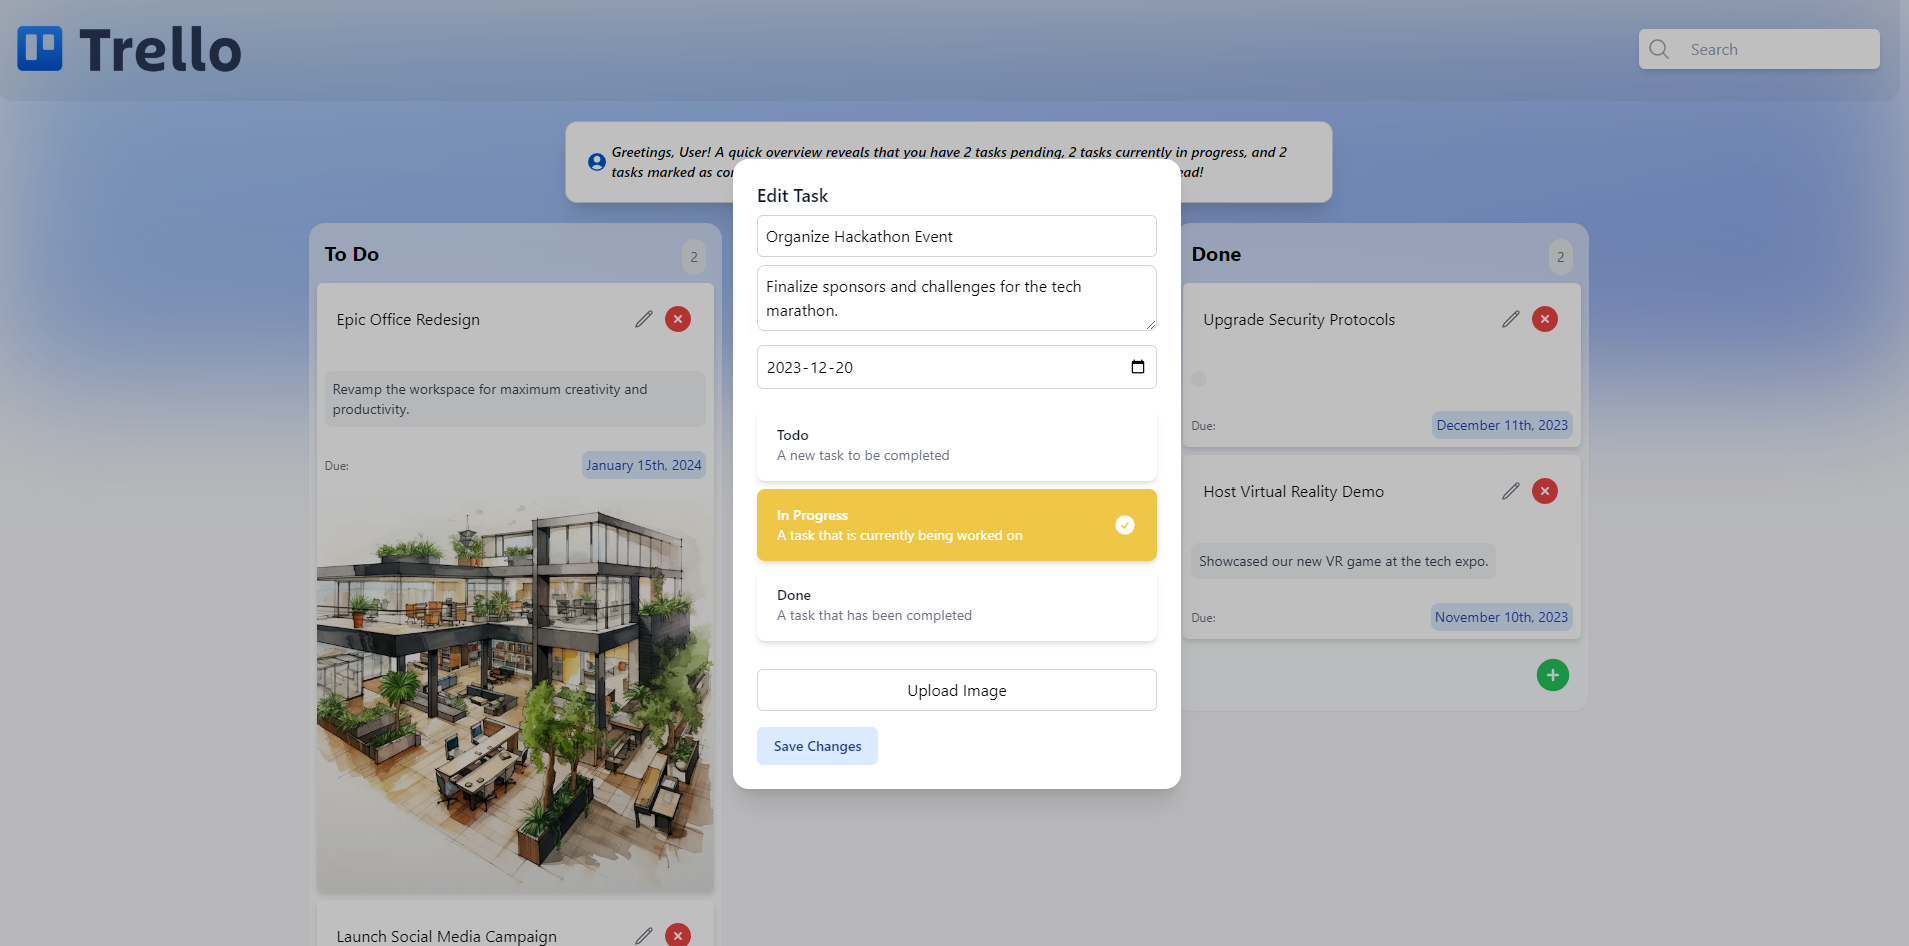 Trello
Search
Greetings, User! A quick overview reveals that you have 2 tasks pending, 2 tasks currently in progress, and 2
tasks marked as ead!
To Do
2
Epic Office Redesign
Revamp the workspace for maximum creativity and
productivity.
Due:
January 15th, 2024
Launch Social Media Campaign
Edit Task
Organize Hackathon Event
Finalize sponsors and challenges for the tech
marathon.
2023-12-20
Todo
A new task to be completed
In Progress
A task that is currently being worked on
Done
A task that has been completed
Upload Image
Save Changes
Done
2
Upgrade Security Protocols
Due:
December 11th, 2023
Host Virtual Reality Demo
Showcased our new VR game at the tech expo.
Due:
November 10th, 2023